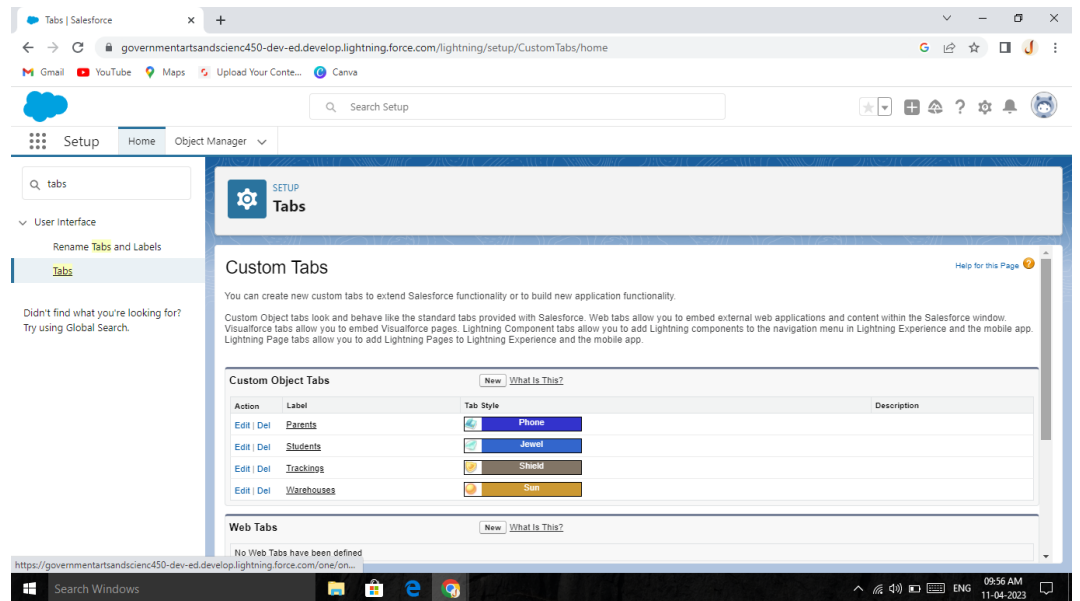 Tabs | Salesforce
governmentartsandscienc450-dev-ed.develop.lightning.force.com/lightning/setup/CustomTabs/home
Gmail YouTube Maps Upload Your Conte... Canva
Search Setup
Setup Home Object Manager
tabs
User Interface
Rename Tabs and Labels
Tabs
Didn't find what you're looking for?
Try using Global Search.
SETUP
Tabs
Custom Tabs
Help for this Page
You can create new custom tabs to extend Salesforce functionality or to build new application functionality.
Custom Object tabs look and behave like the standard tabs provided with Salesforce. Web tabs allow you to embed external web applications and content within the Salesforce window.
Visualforce tabs allow you to embed Visualforce pages. Lightning Component tabs allow you to add Lightning components to the navigation menu in Lightning Experience and the mobile app.
Lightning Page tabs allow you to add Lightning Pages to Lightning Experience and the mobile app.
Custom Object Tabs New What Is This?
Action Label Tab Style Description
Edit | Del Parents Phone
Edit | Del Students Jewel
Edit | Del Trackings Shield
Edit | Del Warehouses Sun
Web Tabs New What Is This?
No Web Tabs have been defined
https://governmentartsandscienc450-dev-ed.develop.lightning.force.com/one/on...
Search Windows
ENG
09:56 AM
11-04-2023